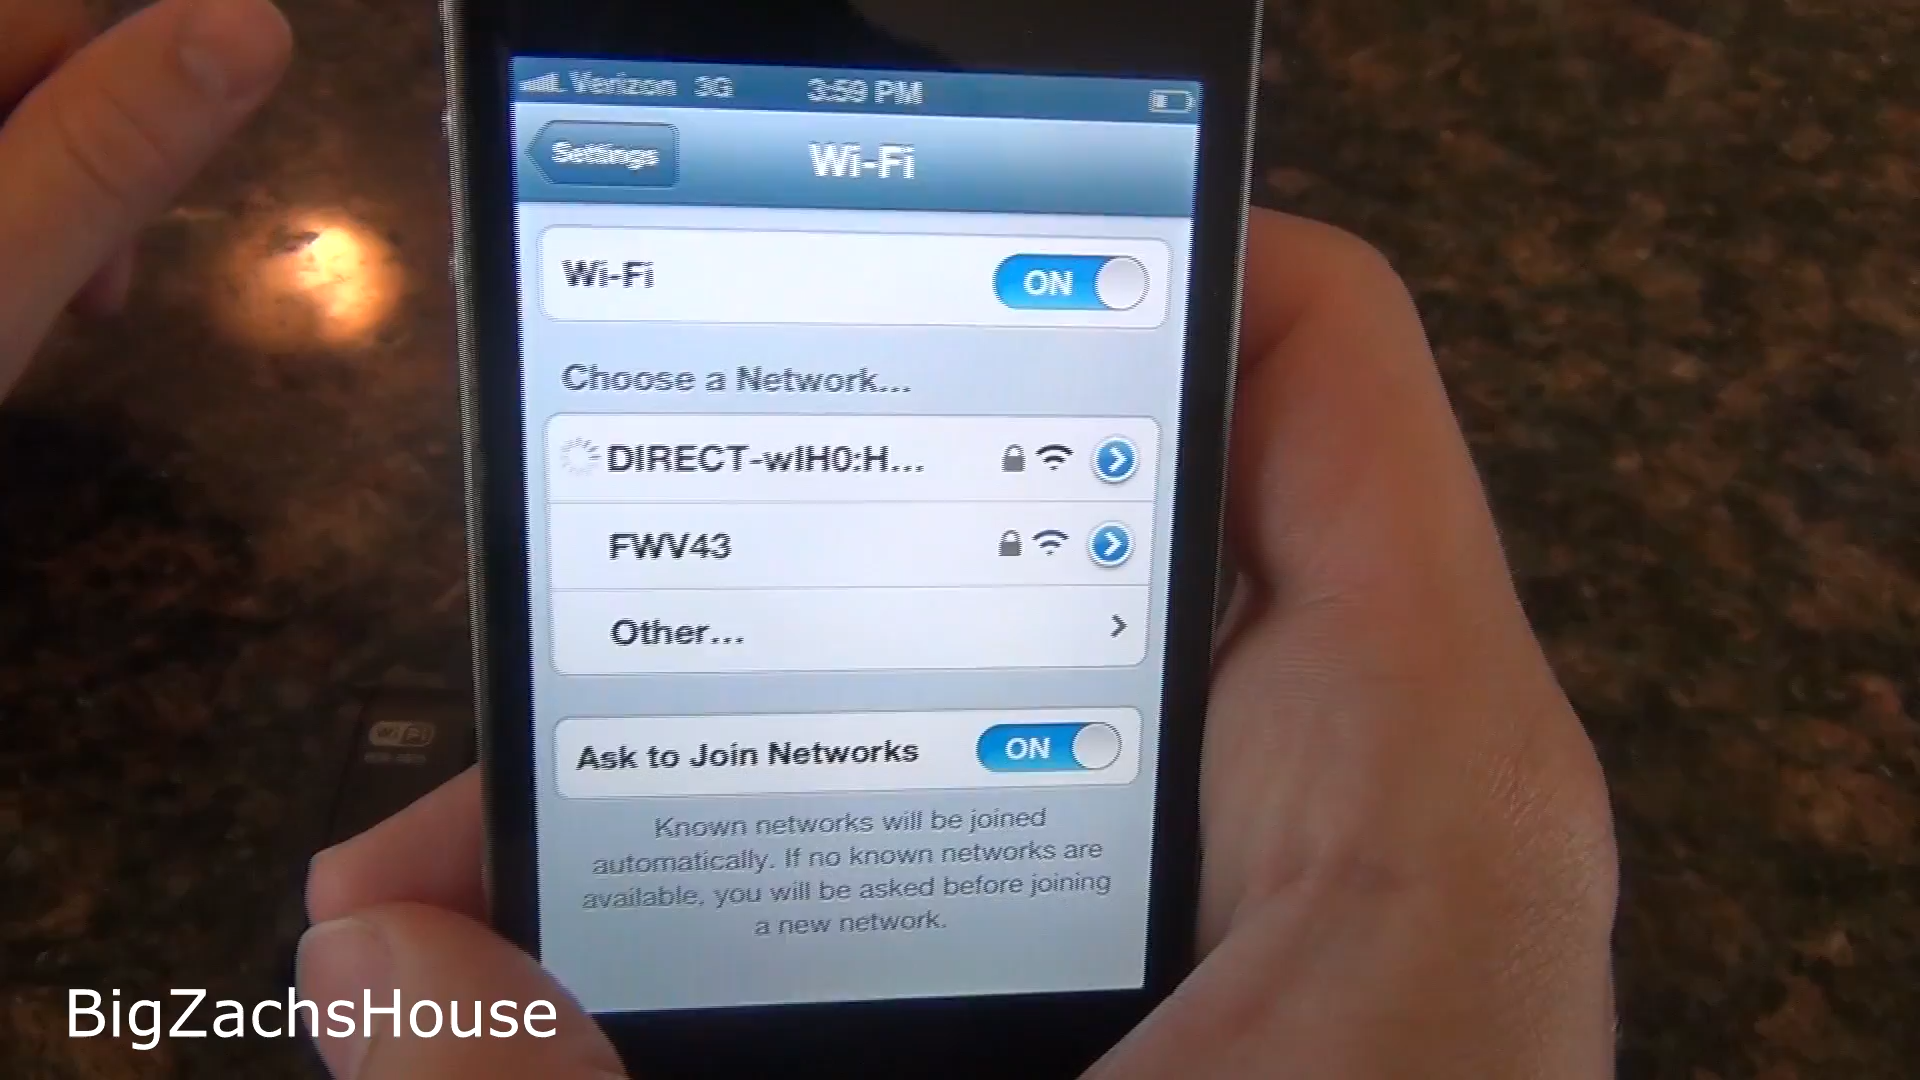 Verizon 3G 3:59 PM
Settings Wi-Fi
Wi-Fi ON
Choose a Network...
DIRECT-wIH0:H...
FWV43
Other...
Ask to Join Networks ON
Known networks will be joined
automatically. If no known networks are
available, you will be asked before joining
a new network.
Wi Fi
BigZachsHouse